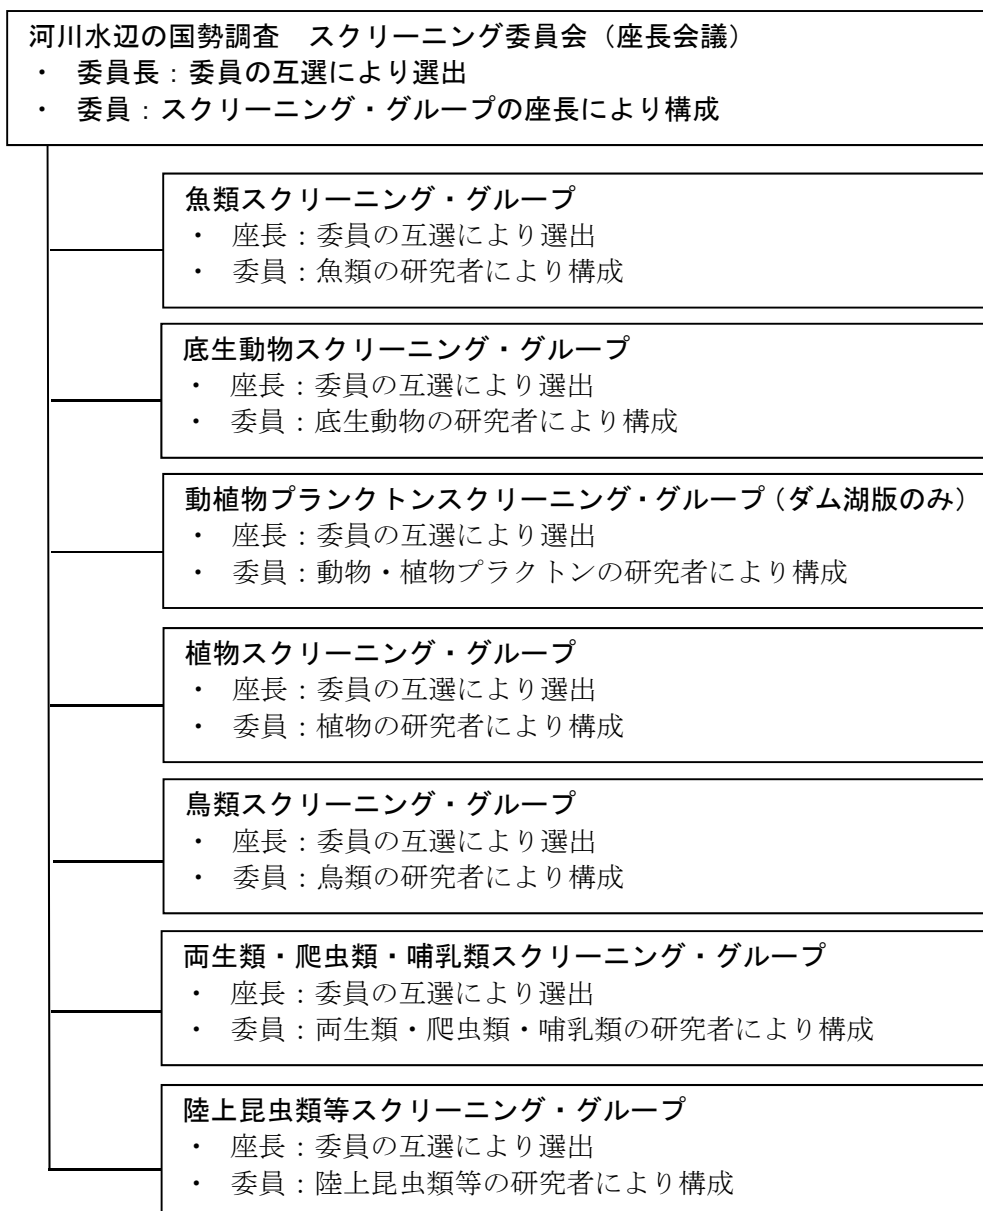 河川水辺の国勢調査　スクリーニング委員会（座長会議）
・　委員長：委員の互選により選出
・　委員：スクリーニング・グループの座長により構成
魚類スクリーニング・グループ
・　座長：委員の互選により選出
・　委員：魚類の研究者により構成
底生動物スクリーニング・グループ
・　座長：委員の互選により選出
・　委員：底生動物の研究者により構成
動植物プランクトンスクリーニング・グループ（ダム湖版のみ）
・　座長：委員の互選により選出
・　委員：動物・植物プラクトンの研究者により構成
植物スクリーニング・グループ
・　座長：委員の互選により選出
・　委員：植物の研究者により構成
鳥類スクリーニング・グループ
・　座長：委員の互選により選出
・　委員：鳥類の研究者により構成
両生類・爬虫類・哺乳類スクリーニング・グループ
・　座長：委員の互選により選出
・　委員：両生類・爬虫類・哺乳類の研究者により構成
陸上昆虫類等スクリーニング・グループ
・　座長：委員の互選により選出
・　委員：陸上昆虫類等の研究者により構成